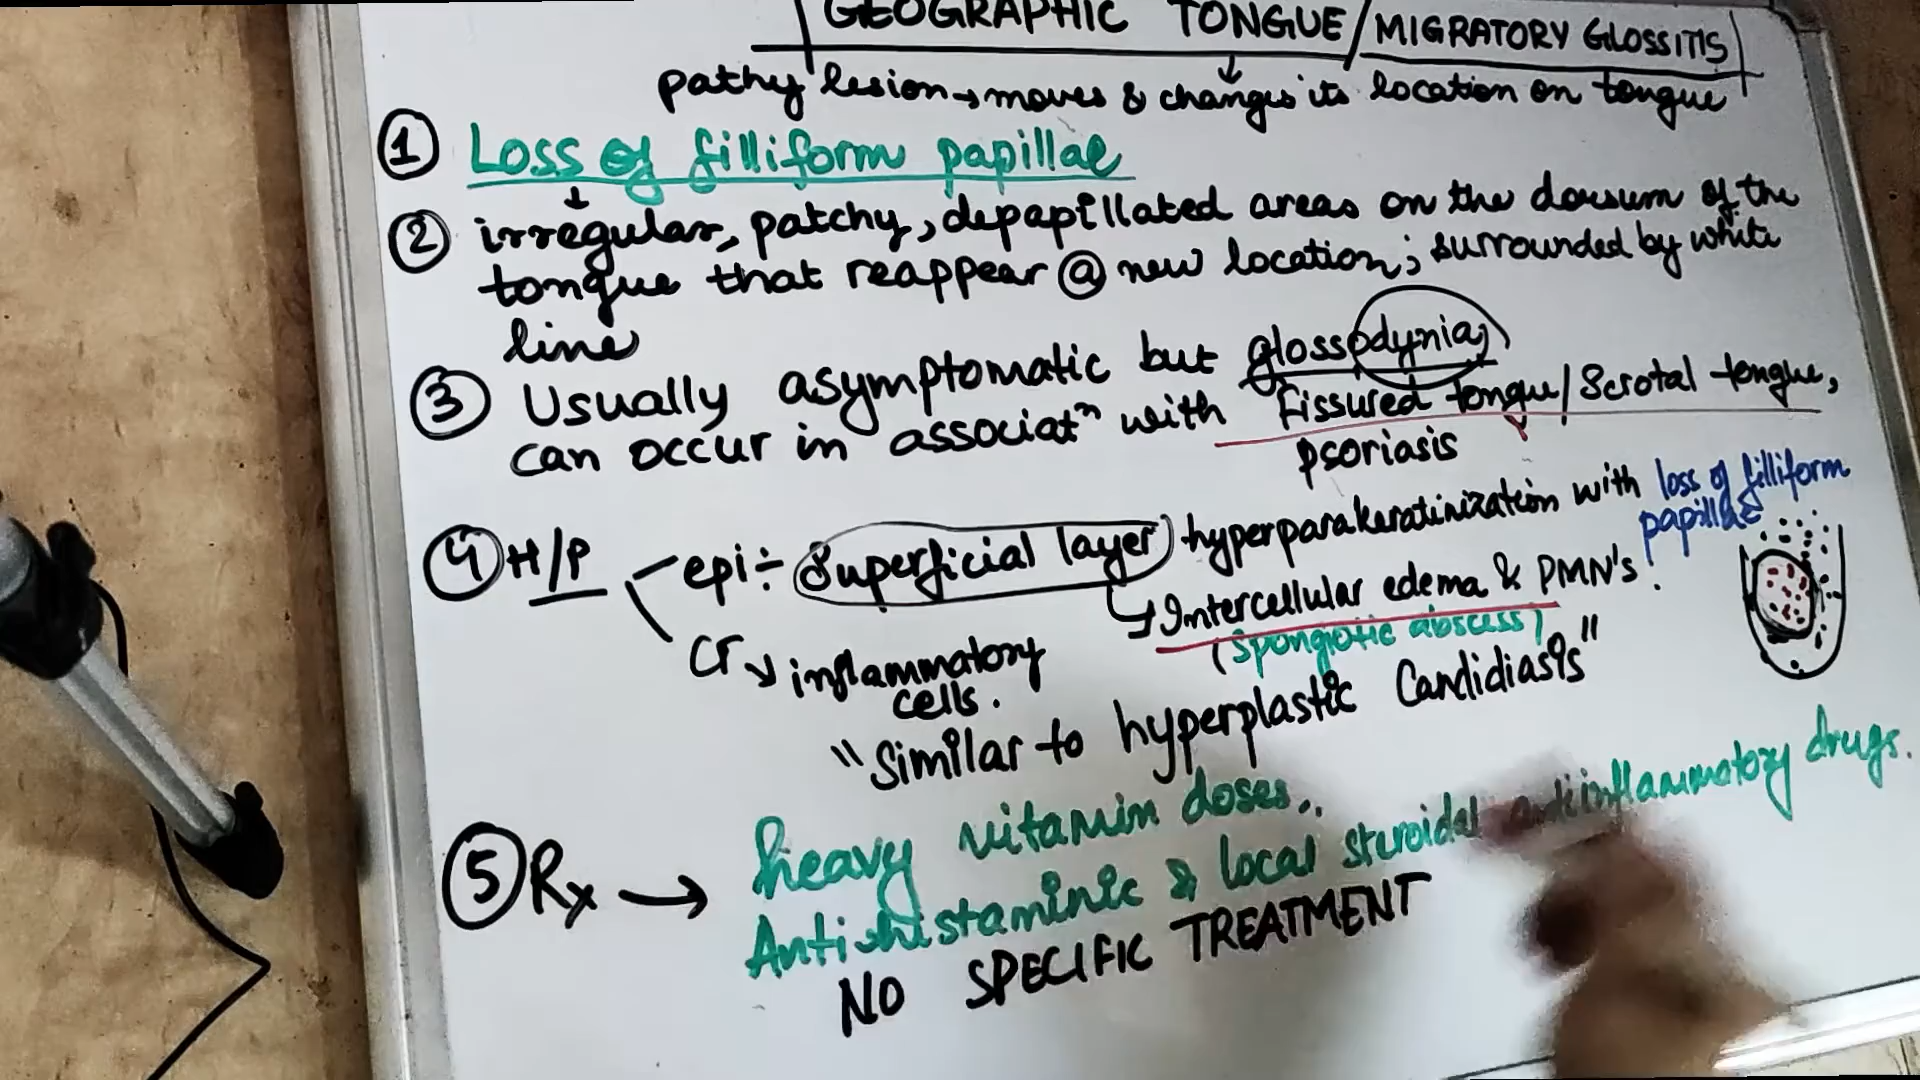 GEOGRAPHIC TONGUE/MIGRATORY GLOSSITIS
pathy lesion→moves & changes its location on tongue
① Loss of filliform papillae
② irregular, patchy, depapillated areas on the dorsum of the
tongue that reappear @ new location; surrounded by white
line
③ Usually asymptomatic but glossodynia
can occur in associatⁿ with Fissured tongue/Scrotal tongue,
psoriasis
④ H/P epi÷ Superficial layer hyperparakeratinization with loss of filliform
papillae
Intercellular edema & PMN's.
(Spongiotic abscess)
CT→inflammatory
cells.
"Similar to hyperplastic Candidiasis"
⑤ Rx → heavy vitamin doses..
Antihistaminic & local steroidal antiinflammatory drugs.
NO SPECIFIC TREATMENT